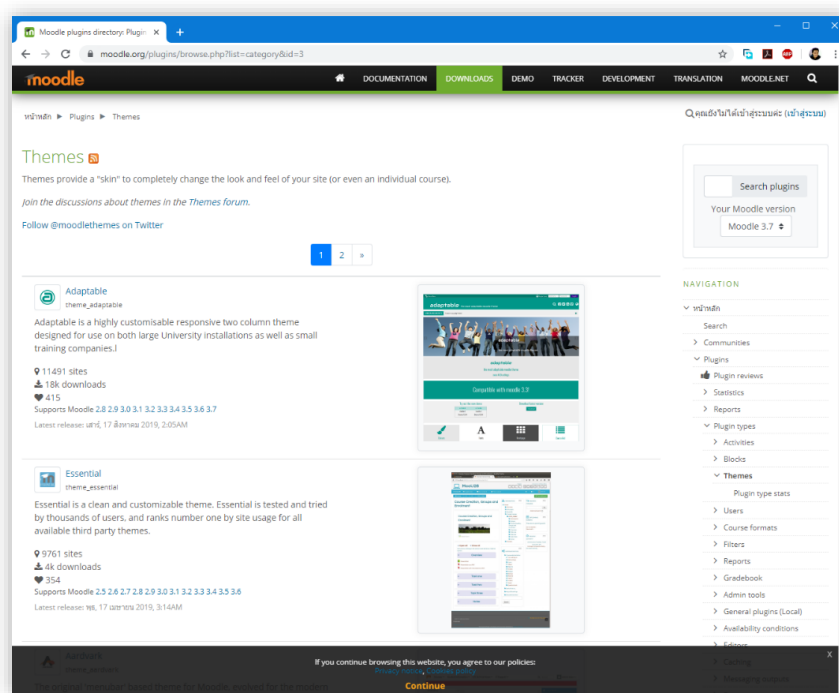 Moodle plugins directory: Plugin
moodle.org/plugins/browse.php?list=category&id=3
moodle
DOCUMENTATION
DOWNLOADS
DEMO
TRACKER
DEVELOPMENT
TRANSLATION
MOODLE.NET
หน้าหลัก ► Plugins ► Themes
คุณยังไม่ได้เข้าสู่ระบบค่ะ (เข้าสู่ระบบ)
Themes
Themes provide a "skin" to completely change the look and feel of your site (or even an individual course).
Join the discussions about themes in the Themes forum.
Follow @moodlethemes on Twitter
1 2 »
Adaptable
theme_adaptable
Adaptable is a highly customisable responsive two column theme
designed for use on both large University installations as well as small
training companies.l
11491 sites
18k downloads
415
Supports Moodle 2.8 2.9 3.0 3.1 3.2 3.3 3.4 3.5 3.6 3.7
Latest release: เสาร์, 17 สิงหาคม 2019, 2:05AM
adaptable
adaptable
Compatible with moodle 3.3!
Essential
theme_essential
Essential is a clean and customizable theme. Essential is tested and tried
by thousands of users, and ranks number one by site usage for all
available third party themes.
9761 sites
4k downloads
354
Supports Moodle 2.5 2.6 2.7 2.8 2.9 3.0 3.1 3.2 3.3 3.4 3.5 3.6
Latest release: พุธ, 17 เมษายน 2019, 3:14AM
Search plugins
Your Moodle version
Moodle 3.7
NAVIGATION
หน้าหลัก
Search
Communities
Plugins
Plugin reviews
Statistics
Reports
Plugin types
Activities
Blocks
Themes
Plugin type stats
Users
Course formats
Filters
Reports
Gradebook
Admin tools
General plugins (Local)
Availability conditions
Editors
Caching
If you continue browsing this website, you agree to our policies:
Privacy notice, Cookies policy
Continue
x